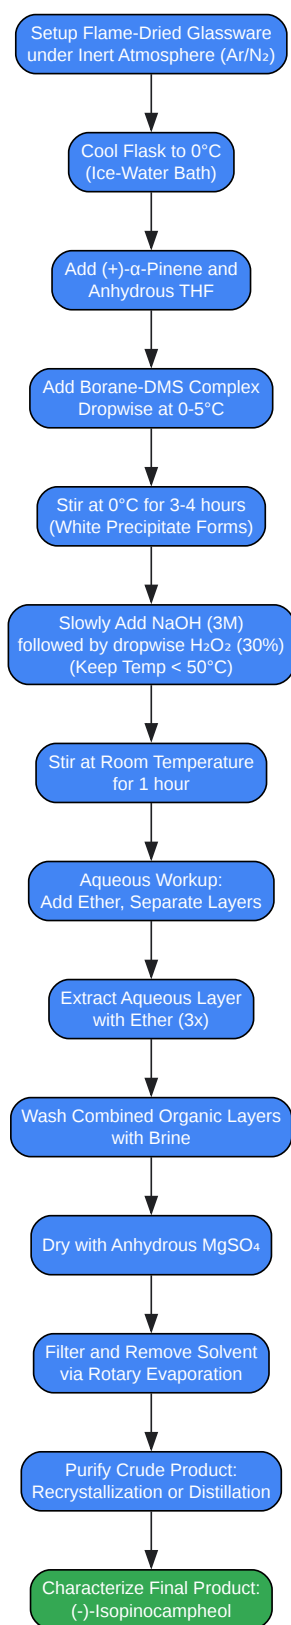 Setup Flame-Dried Glassware
under Inert Atmosphere (Ar/N₂)
Cool Flask to 0°C
(Ice-Water Bath)
Add (+)-α-Pinene and
Anhydrous THF
Add Borane-DMS Complex
Dropwise at 0-5°C
Stir at 0°C for 3-4 hours
(White Precipitate Forms)
Slowly Add NaOH (3M)
followed by dropwise H₂O₂ (30%)
(Keep Temp < 50°C)
Stir at Room Temperature
for 1 hour
Aqueous Workup:
Add Ether, Separate Layers
Extract Aqueous Layer
with Ether (3x)
Wash Combined Organic Layers
with Brine
Dry with Anhydrous MgSO₄
Filter and Remove Solvent
via Rotary Evaporation
Purify Crude Product:
Recrystallization or Distillation
Characterize Final Product:
(-)-Isopinocampheol